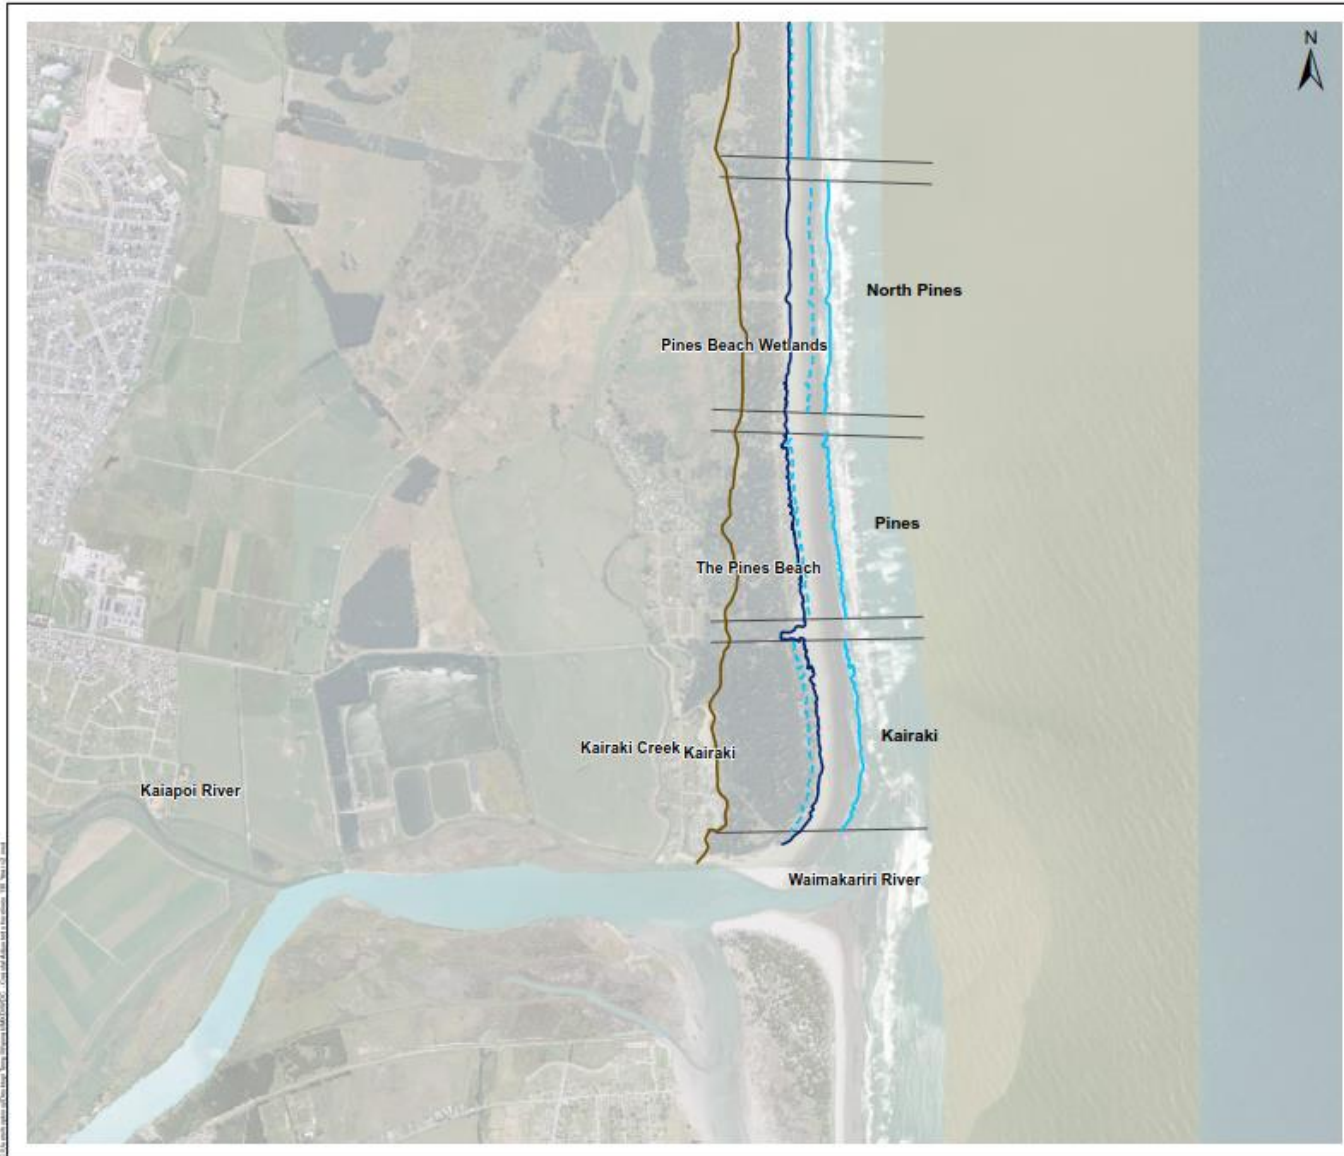 N
North Pines
Pines Beach Wetlands
Pines
The Pines Beach
Kairaki
Kairaki Creek
Kairaki
Kaiapoi River
Waimakariri River